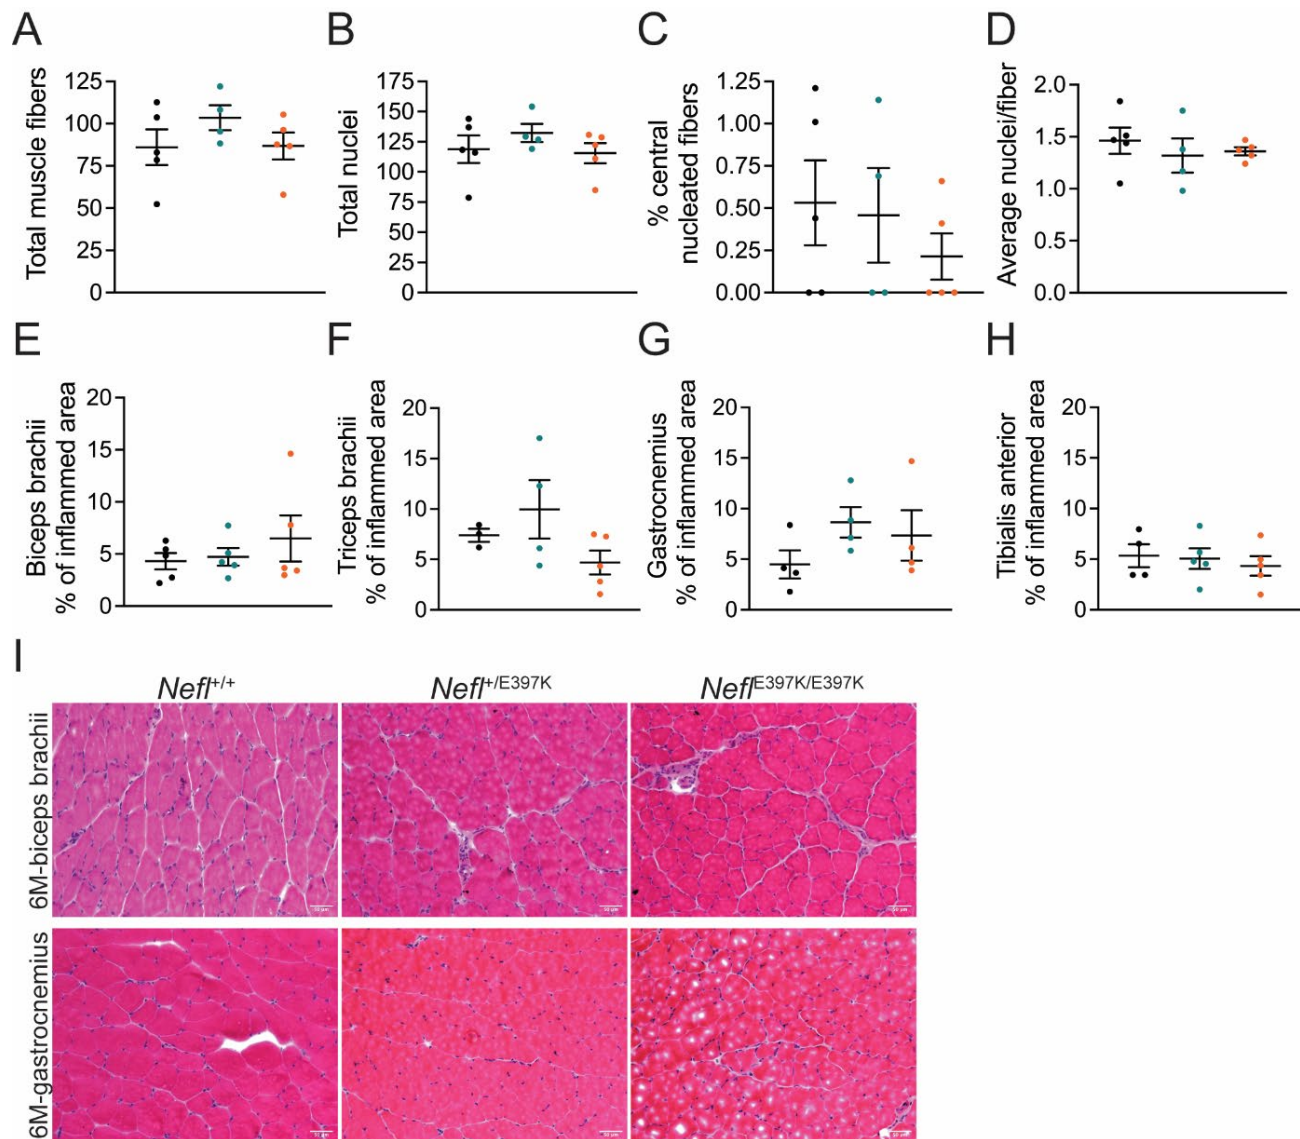 A
B
C
D
Total muscle fibers
125
100
75
50
25
0
Total nuclei
175
150
125
100
75
50
25
0
% central
nucleated fibers
1.25
1.00
0.75
0.50
0.25
0.00
Average nuclei/fiber
2.0
1.5
1.0
0.5
0.0
E
F
G
H
Biceps brachii
% of inflammed area
20
15
10
5
0
Triceps brachii
% of inflammed area
20
15
10
5
0
Gastrocnemius
% of inflammed area
20
15
10
5
0
Tibialis anterior
% of inflammed area
20
15
10
5
0
I
Nefl+/+
Nefl+/E397K
NeflE397K/E397K
6M-biceps brachii
6M-gastrocnemius